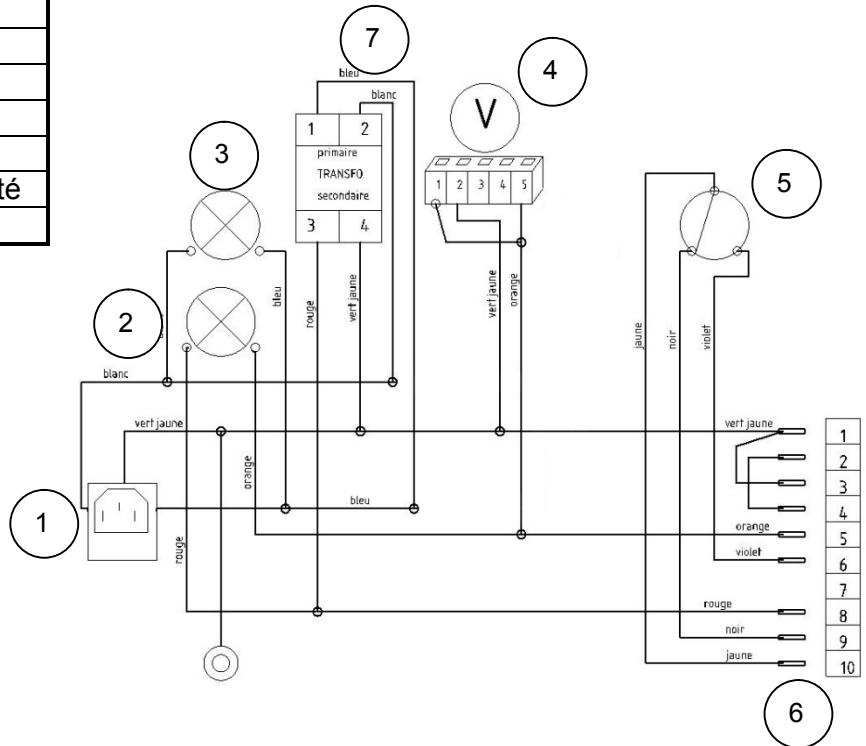 té
7
4
3
5
2
1
6
bleu
blanc
1 2
primaire
TRANSFO
secondaire
3 4
V
1 2 3 4 5
bleu
rouge
vert jaune
vert jaune
orange
jaune
noir
violet
blanc
vert jaune
vert jaune
orange
bleu
rouge
orange
violet
rouge
noir
jaune
1
2
3
4
5
6
7
8
9
10